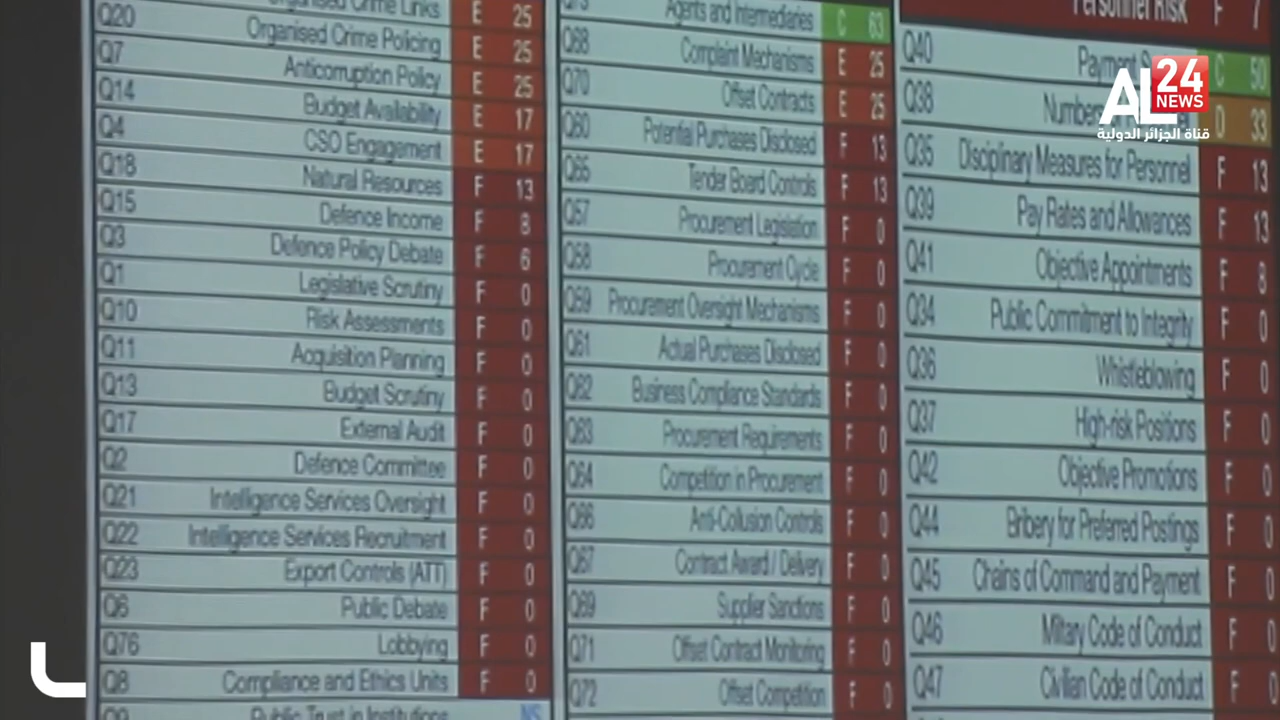 Organised Crime Links E 25
Q20 Organised Crime Policing E 25
Q7 Anticorruption Policy E 25
Q14 Budget Availability E 17
Q4 CSO Engagement E 17
Q18 Natural Resources F 13
Q15 Defence Income F 8
Q3 Defence Policy Debate F 6
Q1 Legislative Scrutiny F 0
Q10 Risk Assessments F 0
Q11 Acquisition Planning F 0
Q13 Budget Scrutiny F 0
Q17 External Audit F 0
Q2 Defence Committee F 0
Q21 Intelligence Services Oversight F 0
Q22 Intelligence Services Recruitment F 0
Q23 Export Controls (ATT) F 0
Q6 Public Debate F 0
Q76 Lobbying F 0
Q8 Compliance and Ethics Units F 0
Q9 Public Trust in Institutions NS
Q73 Agents and Intermediaries C 63
Q68 Complaint Mechanisms E 25
Q70 Offset Contracts E 25
Q60 Potential Purchases Disclosed F 13
Q65 Tender Board Controls F 13
Q57 Procurement Legislation F 0
Q58 Procurement Cycle F 0
Q59 Procurement Oversight Mechanisms F 0
Q61 Actual Purchases Disclosed F 0
Q62 Business Compliance Standards F 0
Q63 Procurement Requirements F 0
Q64 Competition in Procurement F 0
Q66 Anti-Collusion Controls F 0
Q67 Contract Award / Delivery F 0
Q69 Supplier Sanctions F 0
Q71 Offset Contract Monitoring F 0
Q72 Offset Competition F 0
Personnel Risk F 7
Q40 Payment C 50
Q38 D 33
Q35 Disciplinary Measures for Personnel F 13
Q39 Pay Rates and Allowances F 13
Q41 Objective Appointments F 8
Q34 Public Commitment to Integrity F 0
Q36 Whistleblowing F 0
Q37 High-risk Positions F 0
Q42 Objective Promotions F 0
Q44 Bribery for Preferred Postings F 0
Q45 Chains of Command and Payment F 0
Q46 Military Code of Conduct F 0
Q47 Civilian Code of Conduct F 0
AL 24 NEWS
قناة الجزائر الدولية